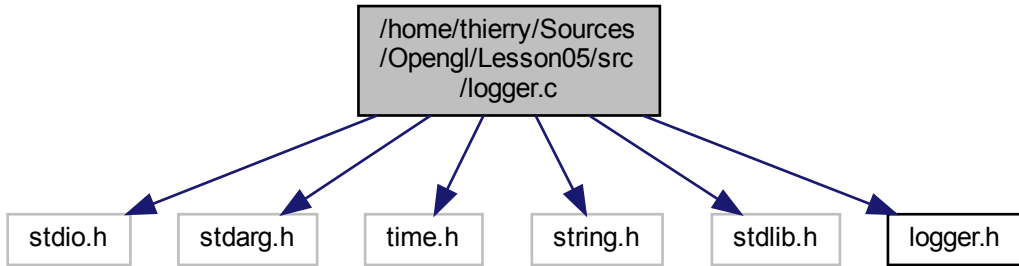 /home/thierry/Sources
/Opengl/Lesson05/src
/logger.c
stdio.h
stdarg.h
time.h
string.h
stdlib.h
logger.h